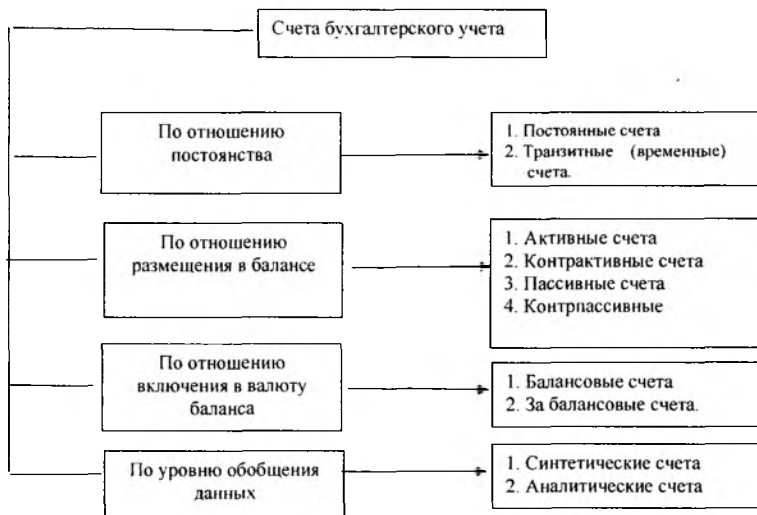 Счета бухгалтерского учета
По отношению
постоянства
1. Постоянные счета
2. Транзитные (временные)
счета.
По отношению
размещения в балансе
1. Активные счета
2. Контрактивные счета
3. Пассивные счета
4. Контрпассивные
По отношению
включения в валюту
баланса
1. Балансовые счета
2. За балансовые счета.
По уровню обобщения
данных
1. Синтетические счета
2. Аналитические счета